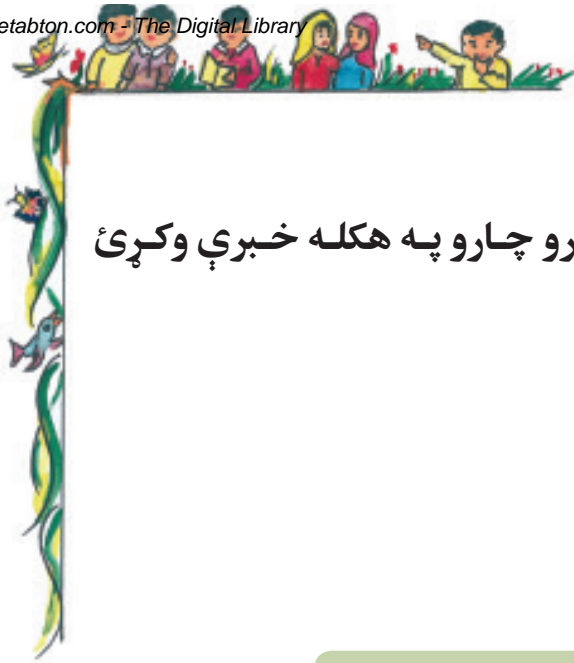 etabton.com - The Digital Library
رو چارو په هکله خبرې وکړئ